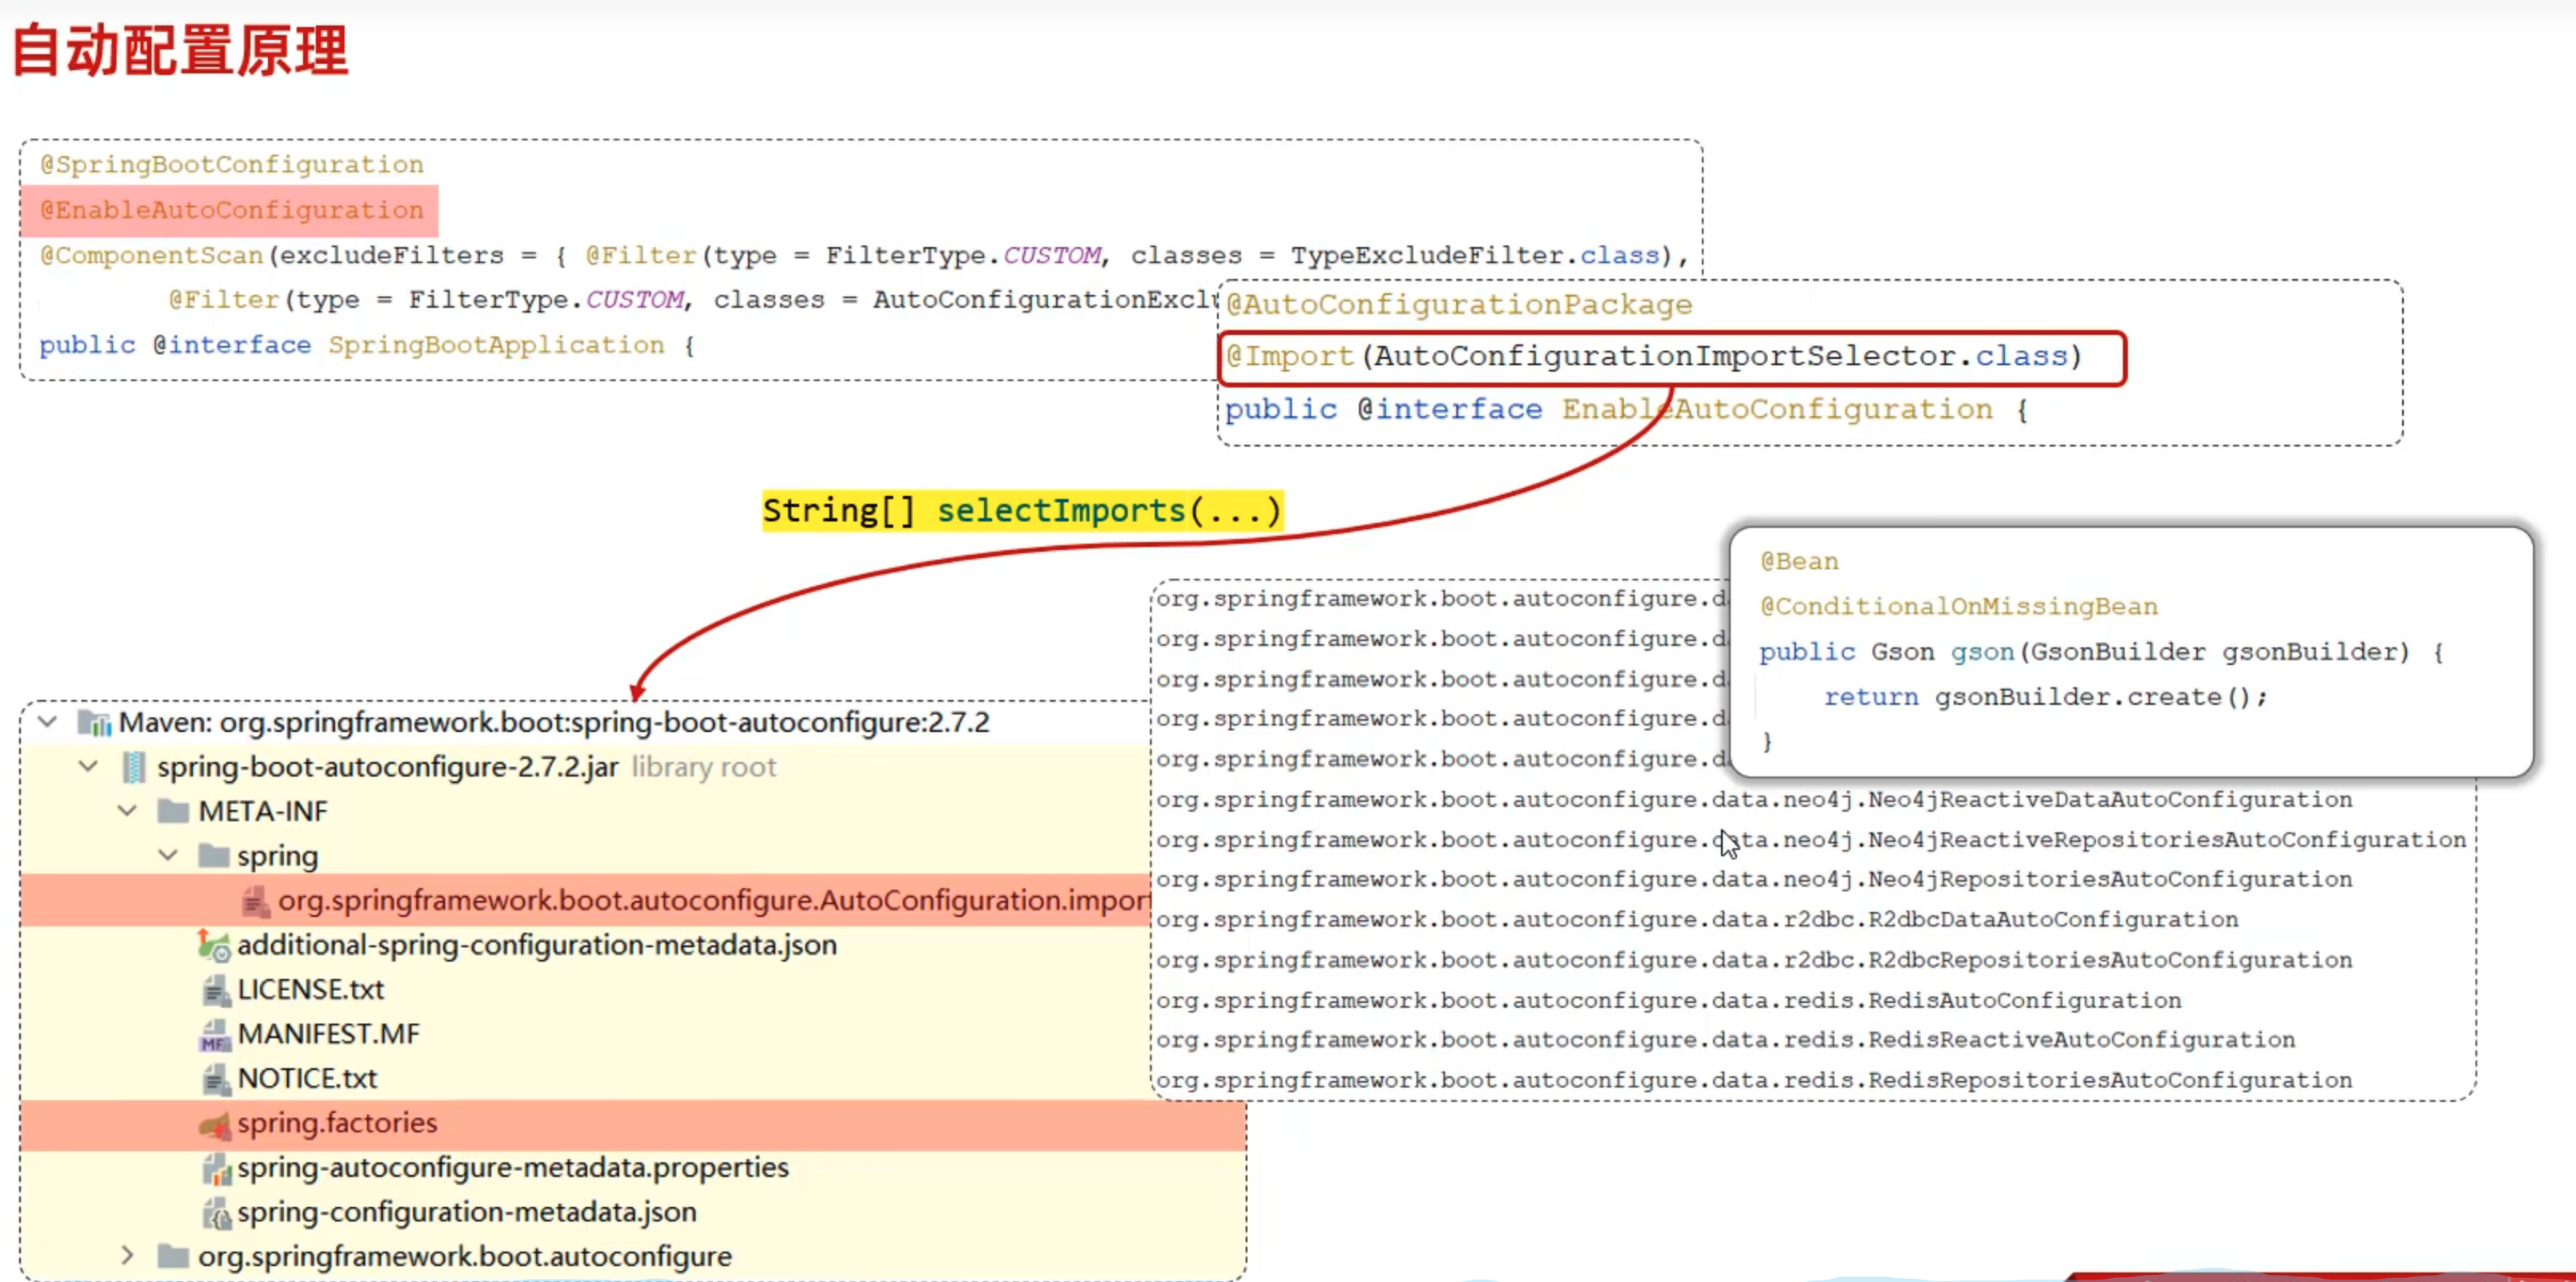 自动配置原理
@SpringBootConfiguration
@EnableAutoConfiguration
@ComponentScan(excludeFilters = { @Filter(type = FilterType.CUSTOM, classes = TypeExcludeFilter.class),
@Filter(type = FilterType.CUSTOM, classes = AutoConfigurationExcl
public @interface SpringBootApplication {
@AutoConfigurationPackage
@Import(AutoConfigurationImportSelector.class)
public @interface EnableAutoConfiguration {
String[] selectImports(...)
@Bean
@ConditionalOnMissingBean
public Gson gson(GsonBuilder gsonBuilder) {
return gsonBuilder.create();
}
Maven: org.springframework.boot:spring-boot-autoconfigure:2.7.2
spring-boot-autoconfigure-2.7.2.jar library root
META-INF
spring
org.springframework.boot.autoconfigure.AutoConfiguration.import
additional-spring-configuration-metadata.json
LICENSE.txt
MANIFEST.MF
NOTICE.txt
spring.factories
spring-autoconfigure-metadata.properties
spring-configuration-metadata.json
org.springframework.boot.autoconfigure
org.springframework.boot.autoconfigure.d
org.springframework.boot.autoconfigure.d
org.springframework.boot.autoconfigure.d
org.springframework.boot.autoconfigure.d
org.springframework.boot.autoconfigure.d
org.springframework.boot.autoconfigure.data.neo4j.Neo4jReactiveDataAutoConfiguration
org.springframework.boot.autoconfigure.data.neo4j.Neo4jReactiveRepositoriesAutoConfiguration
org.springframework.boot.autoconfigure.data.neo4j.Neo4jRepositoriesAutoConfiguration
org.springframework.boot.autoconfigure.data.r2dbc.R2dbcDataAutoConfiguration
org.springframework.boot.autoconfigure.data.r2dbc.R2dbcRepositoriesAutoConfiguration
org.springframework.boot.autoconfigure.data.redis.RedisAutoConfiguration
org.springframework.boot.autoconfigure.data.redis.RedisReactiveAutoConfiguration
org.springframework.boot.autoconfigure.data.redis.RedisRepositoriesAutoConfiguration